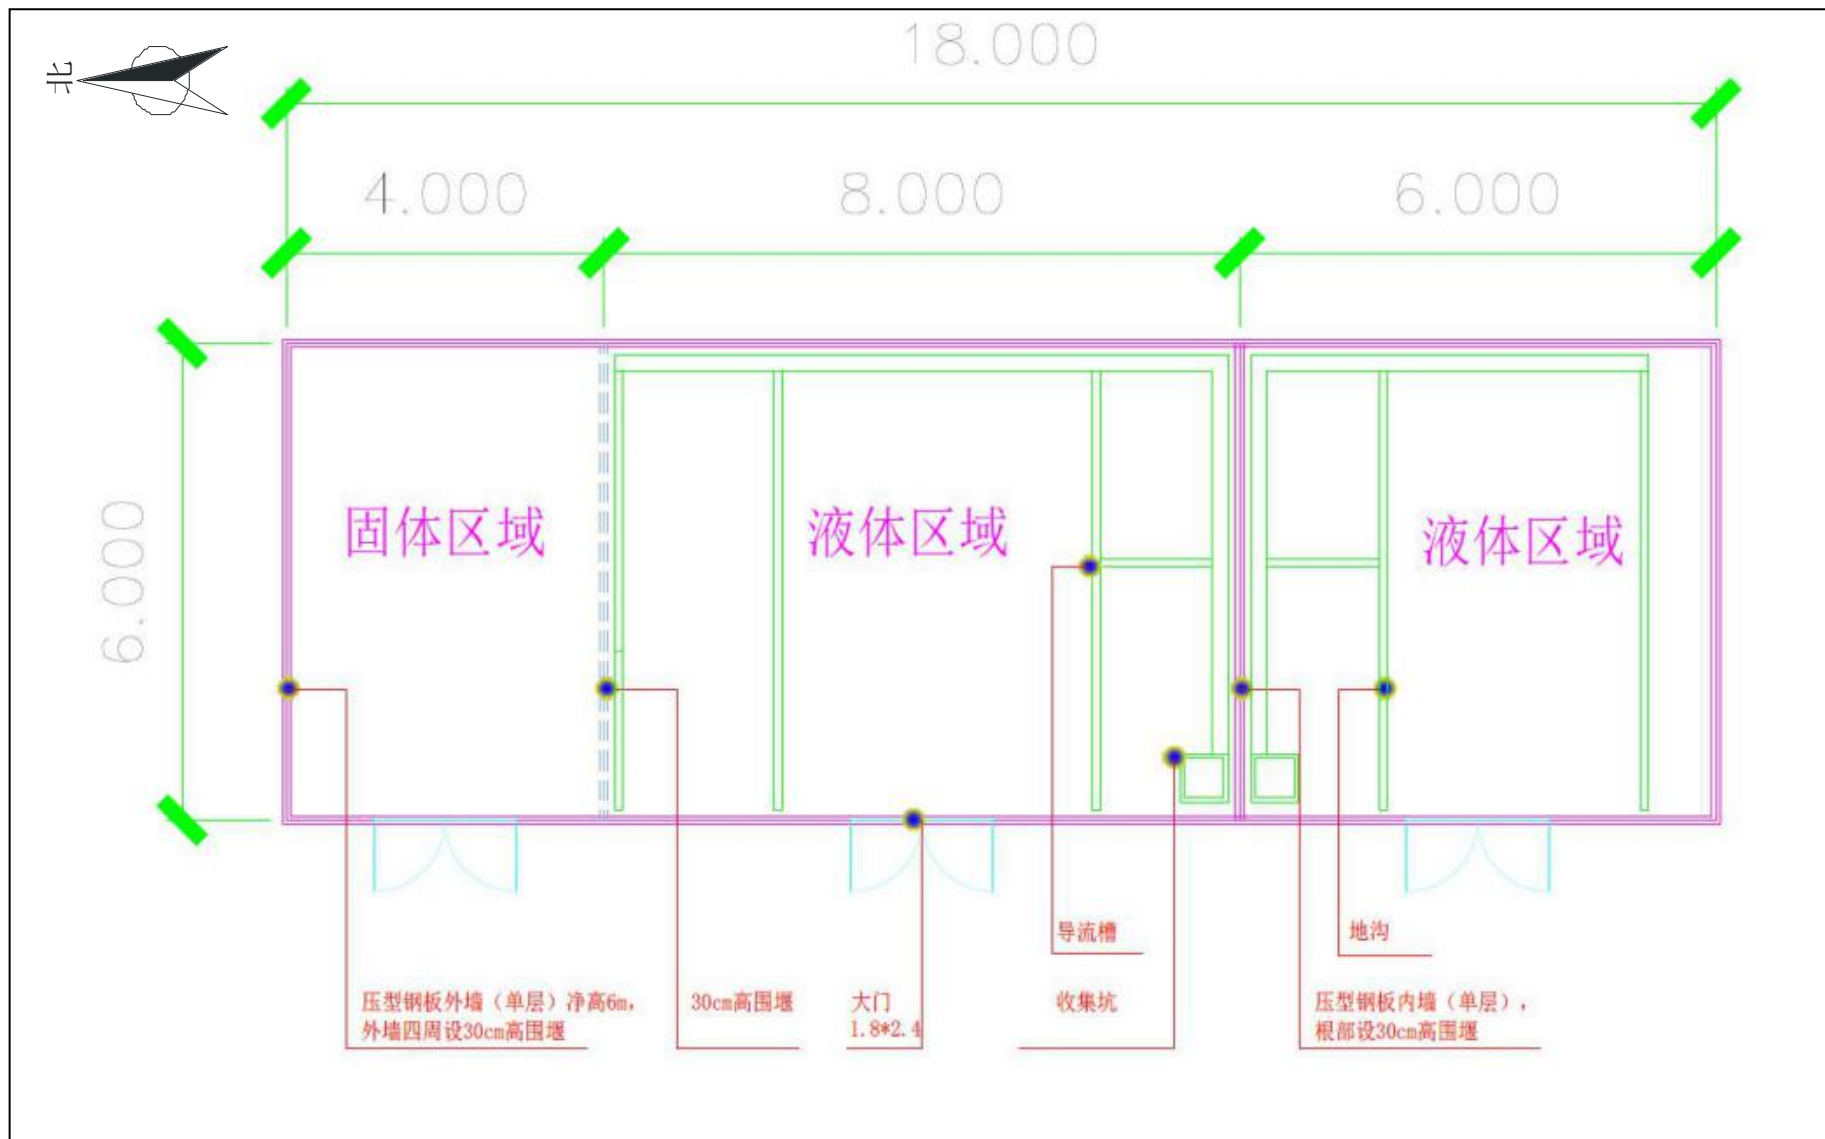 北
18.000
4.000
8.000
6.000
6.000
固体区域
液体区域
液体区域
导流槽
地沟
压型钢板外墙（单层）净高6m，
外墙四周设30cm高围堰
30cm高围堰
大门
1.8*2.4
收集坑
压型钢板内墙（单层），
根部设30cm高围堰